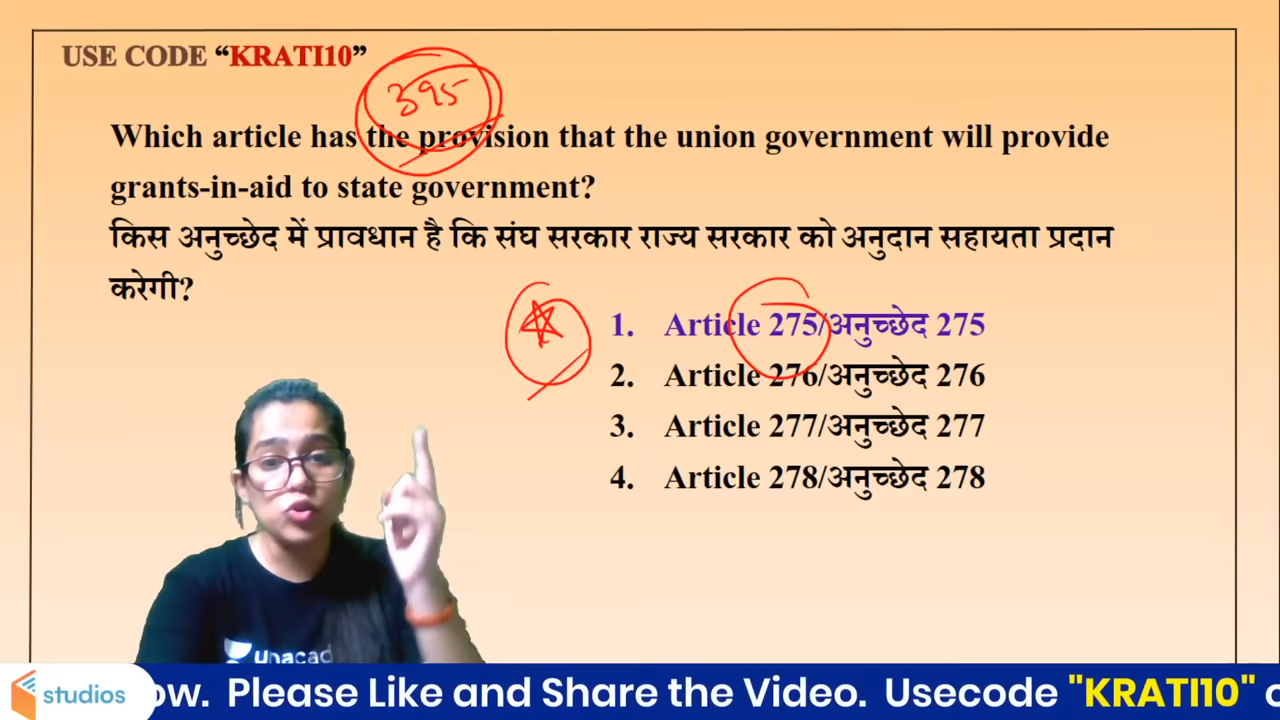 USE CODE “KRATI10”
395
Which article has the provision that the union government will provide
grants-in-aid to state government?
किस अनुच्छेद में प्रावधान है कि संघ सरकार राज्य सरकार को अनुदान सहायता प्रदान
करेगी?
1. Article 275/अनुच्छेद 275
2. Article 276/अनुच्छेद 276
3. Article 277/अनुच्छेद 277
4. Article 278/अनुच्छेद 278
unacad
studios
ow. Please Like and Share the Video. Usecode "KRATI10" o